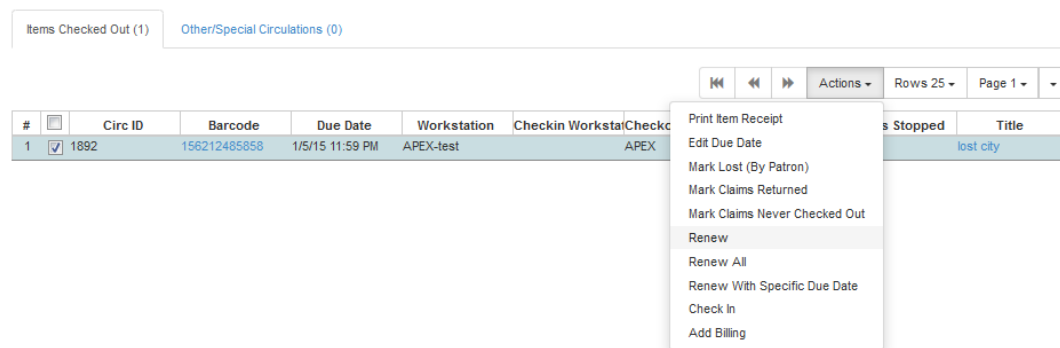 Items Checked Out (1) Other/Special Circulations (0)
Actions Rows 25 Page 1
# Circ ID Barcode Due Date Workstation Checkin Workstat Checko s Stopped Title
1 1892 156212485858 1/5/15 11:59 PM APEX-test APEX lost city
Print Item Receipt
Edit Due Date
Mark Lost (By Patron)
Mark Claims Returned
Mark Claims Never Checked Out
Renew
Renew All
Renew With Specific Due Date
Check In
Add Billing